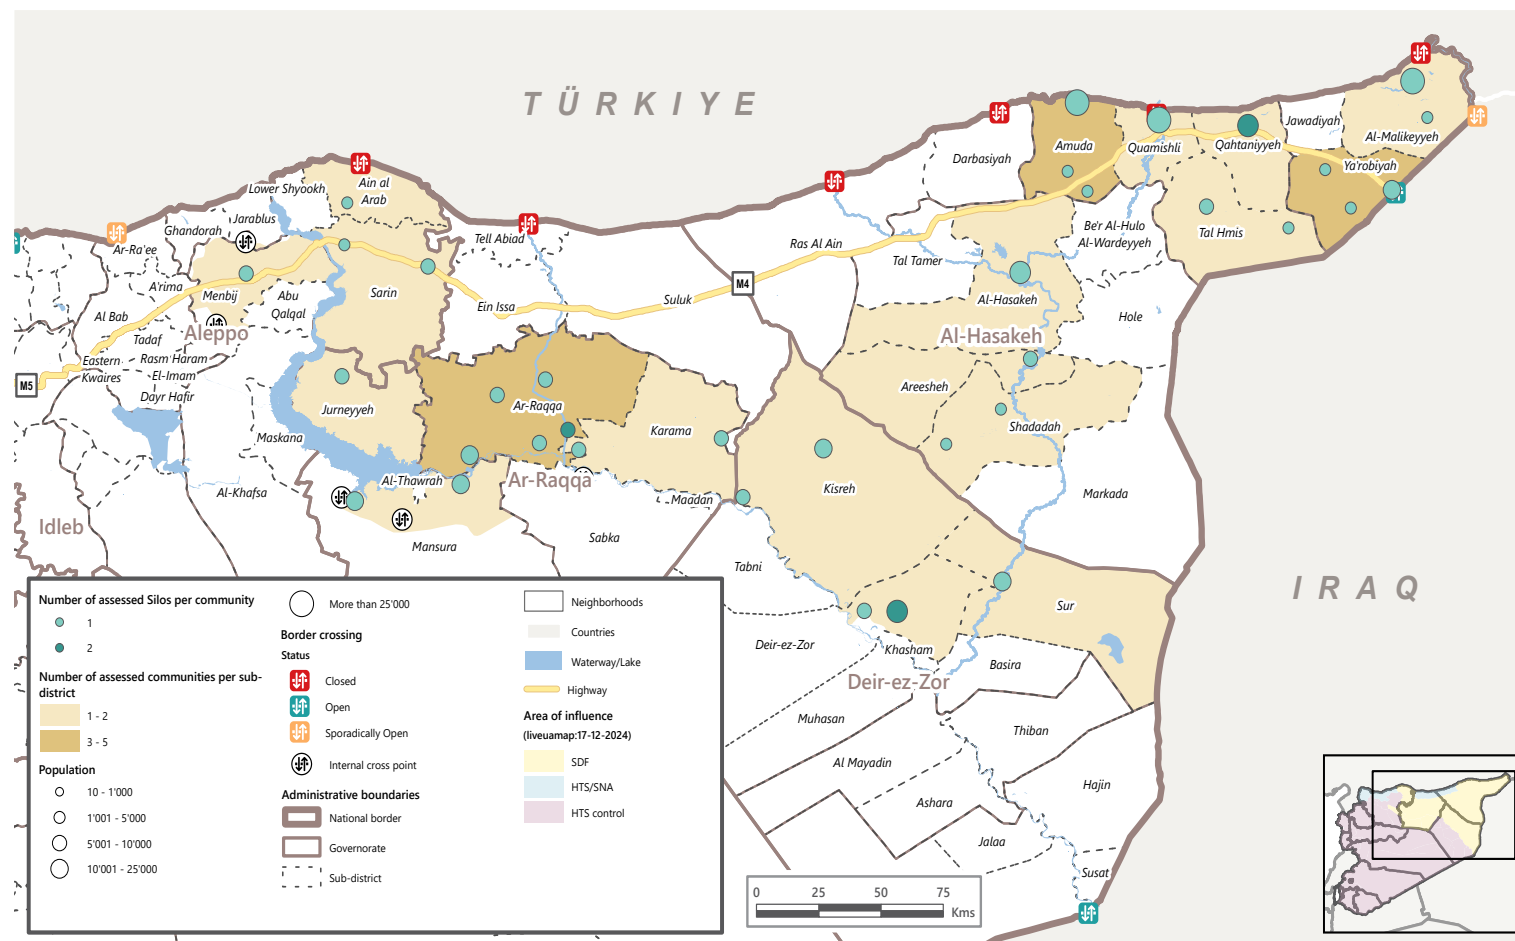 TÜRKIYE
IRAQ
Lower Shyookh
Ain al
Arab
Jarablus
Ghandorah
Ar-Ra'ee
A'rima
Menbij
Abu
Qalqal
Sarin
Al Bab
Tadaf
Aleppo
Eastern
Kwaires
Rasm Haram
El-Imam
Dayr Hafir
M5
Maskana
Jurneyyeh
Al-Khafsa
Idleb
Tell Abiad
Ein Issa
Suluk
M4
Ar-Raqqa
Karama
Al-Thawrah
Ar-Raqqa
Maadan
Mansura
Sabka
Ras Al Ain
Tal Tamer
Darbasiyah
Amuda
Quamishli
Qahtaniyyeh
Jawadiyah
Al-Malikeyyeh
Ya'robiyah
Be'r Al-Hulo
Al-Wardeyyeh
Tal Hmis
Al-Hasakeh
Al-Hasakeh
Hole
Areesheh
Shadadah
Markada
Kisreh
Tabni
Deir-ez-Zor
Khasham
Deir-ez-Zor
Sur
Basira
Muhasan
Thiban
Al Mayadin
Ashara
Hajin
Jalaa
Susat
Number of assessed Silos per community
1
2
Number of assessed communities per sub-
district
1 - 2
3 - 5
Population
10 - 1'000
1'001 - 5'000
5'001 - 10'000
10'001 - 25'000
More than 25'000
Border crossing
Status
Closed
Open
Sporadically Open
Internal cross point
Administrative boundaries
National border
Governorate
Sub-district
Neighborhoods
Countries
Waterway/Lake
Highway
Area of influence
(liveuamap:17-12-2024)
SDF
HTS/SNA
HTS control
0 25 50 75
Kms